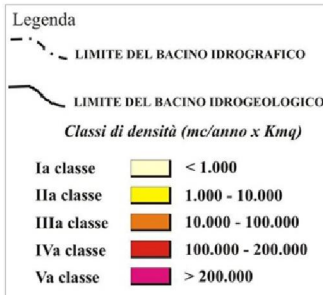 Legenda
LIMITE DEL BACINO IDROGRAFICO
LIMITE DEL BACINO IDROGEOLOGICO
Classi di densità (mc/anno x Kmq)
Ia classe < 1.000
IIa classe 1.000 - 10.000
IIIa classe 10.000 - 100.000
IVa classe 100.000 - 200.000
Va classe > 200.000